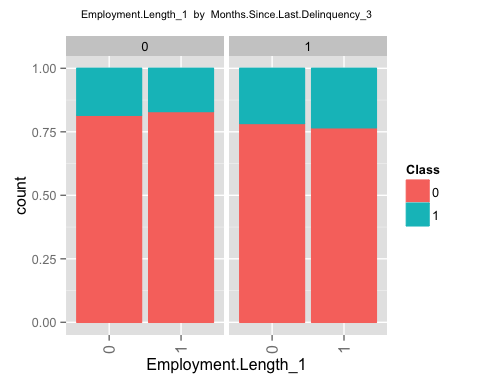 Employment.Length_1 by Months.Since.Last.Delinquency_3
0 1
1.00
0.75
0.50
0.25
0.00
count
0 1 0 1
Employment.Length_1
Class
0
1